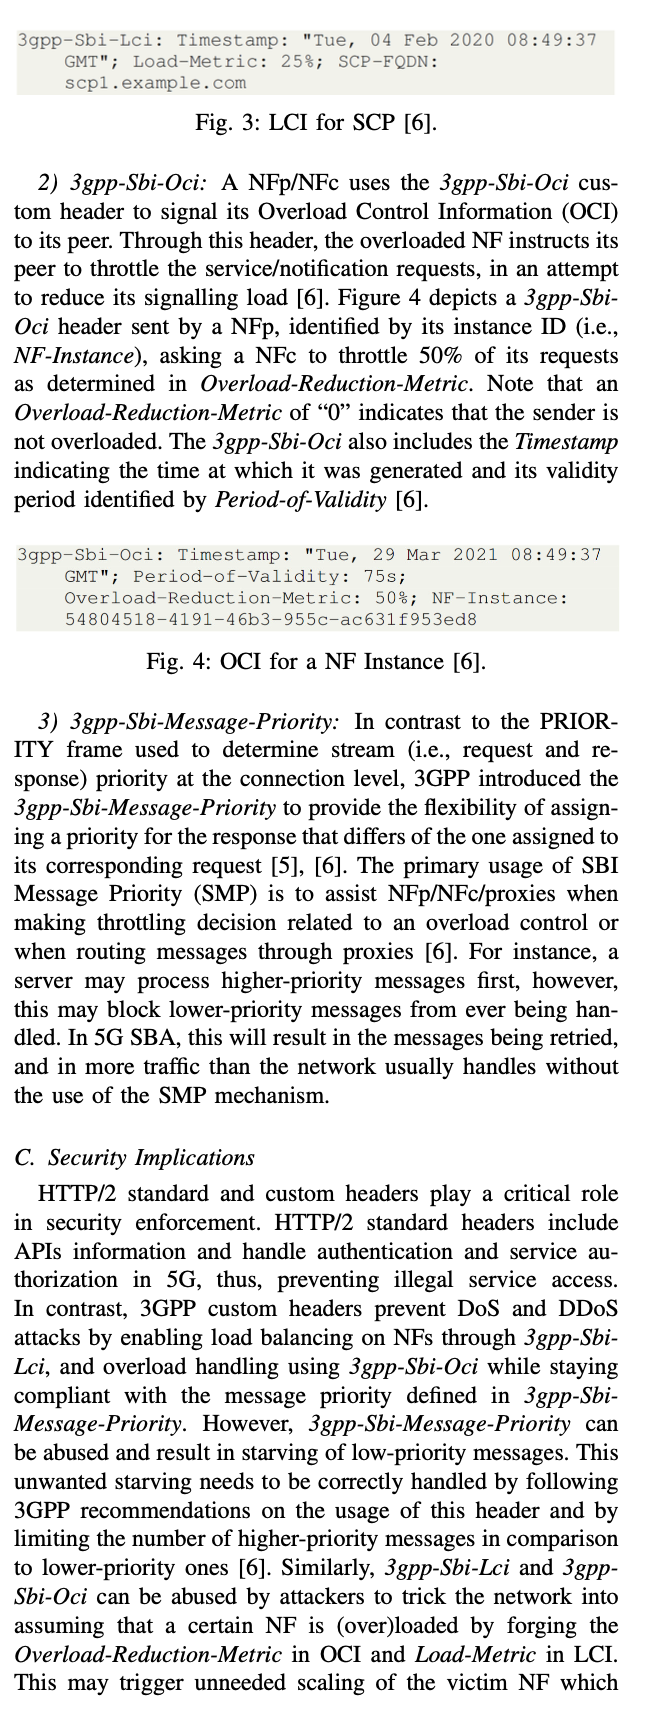 3gpp-Sbi-Lci: Timestamp: "Tue, 04 Feb 2020 08:49:37
GMT"; Load-Metric: 25%; SCP-FQDN:
scp1.example.com
Fig. 3: LCI for SCP [6].
2) 3gpp-Sbi-Oci: A NFp/NFc uses the 3gpp-Sbi-Oci cus-
tom header to signal its Overload Control Information (OCI)
to its peer. Through this header, the overloaded NF instructs its
peer to throttle the service/notification requests, in an attempt
to reduce its signalling load [6]. Figure 4 depicts a 3gpp-Sbi-
Oci header sent by a NFp, identified by its instance ID (i.e.,
NF-Instance), asking a NFc to throttle 50% of its requests
as determined in Overload-Reduction-Metric. Note that an
Overload-Reduction-Metric of “0” indicates that the sender is
not overloaded. The 3gpp-Sbi-Oci also includes the Timestamp
indicating the time at which it was generated and its validity
period identified by Period-of-Validity [6].
3gpp-Sbi-Oci: Timestamp: "Tue, 29 Mar 2021 08:49:37
GMT"; Period-of-Validity: 75s;
Overload-Reduction-Metric: 50%; NF-Instance:
54804518-4191-46b3-955c-ac631f953ed8
Fig. 4: OCI for a NF Instance [6].
3) 3gpp-Sbi-Message-Priority: In contrast to the PRIOR-
ITY frame used to determine stream (i.e., request and re-
sponse) priority at the connection level, 3GPP introduced the
3gpp-Sbi-Message-Priority to provide the flexibility of assign-
ing a priority for the response that differs of the one assigned to
its corresponding request [5], [6]. The primary usage of SBI
Message Priority (SMP) is to assist NFp/NFc/proxies when
making throttling decision related to an overload control or
when routing messages through proxies [6]. For instance, a
server may process higher-priority messages first, however,
this may block lower-priority messages from ever being han-
dled. In 5G SBA, this will result in the messages being retried,
and in more traffic than the network usually handles without
the use of the SMP mechanism.
C. Security Implications
HTTP/2 standard and custom headers play a critical role
in security enforcement. HTTP/2 standard headers include
APIs information and handle authentication and service au-
thorization in 5G, thus, preventing illegal service access.
In contrast, 3GPP custom headers prevent DoS and DDoS
attacks by enabling load balancing on NFs through 3gpp-Sbi-
Lci, and overload handling using 3gpp-Sbi-Oci while staying
compliant with the message priority defined in 3gpp-Sbi-
Message-Priority. However, 3gpp-Sbi-Message-Priority can
be abused and result in starving of low-priority messages. This
unwanted starving needs to be correctly handled by following
3GPP recommendations on the usage of this header and by
limiting the number of higher-priority messages in comparison
to lower-priority ones [6]. Similarly, 3gpp-Sbi-Lci and 3gpp-
Sbi-Oci can be abused by attackers to trick the network into
assuming that a certain NF is (over)loaded by forging the
Overload-Reduction-Metric in OCI and Load-Metric in LCI.
This may trigger unneeded scaling of the victim NF which